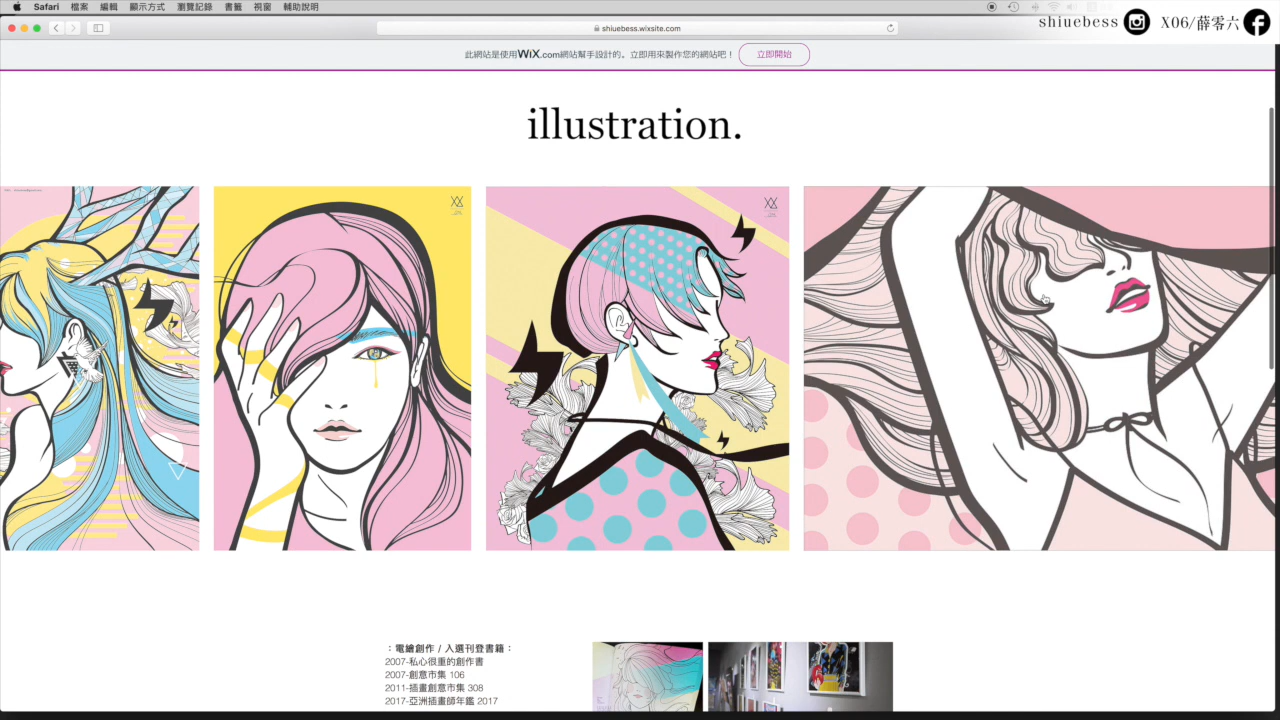 Safari 檔案 編輯 顯示方式 瀏覽記錄 書籤 視窗 輔助說明
shiuebess X06/薛零六
shiuebess.wixsite.com
此網站是使用WiX.com網站幫手設計的。立即用來製作您的網站吧！ 立即開始
illustration.
：電繪創作 / 入選刊登書籍：
2007-私心很重的創作書
2007-創意市集 106
2011-插畫創意市集 308
2017-亞洲插畫師年鑑 2017